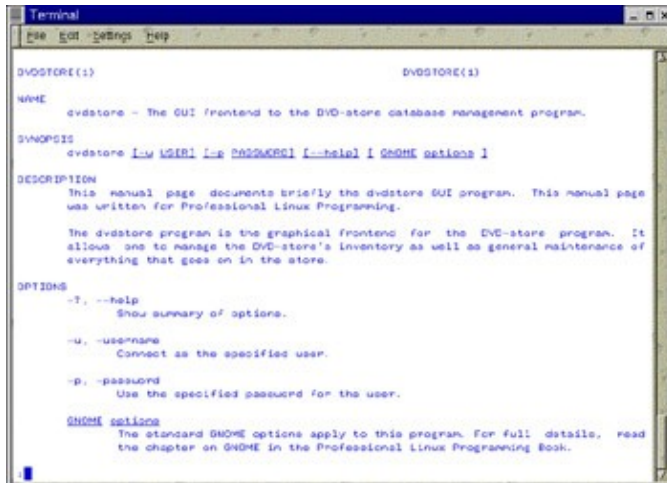 Terminal
File Edit Settings Help
DVDSTORE(1) DVDSTORE(1)
NAME
dvdstore - The GUI frontend to the DVD-store database management program.
SYNOPSIS
dvdstore [-u USER] [-p PASSWORD] [--help] [ GNOME options ]
DESCRIPTION
This manual page documents briefly the dvdstore GUI program. This manual page
was written for Professional Linux Programming.
The dvdstore program is the graphical frontend for the DVD-store program. It
allows one to manage the DVD-store's inventory as well as general maintenance of
everything that goes on in the store.
OPTIONS
-?, --help
Show summary of options.
-u, -username
Connect as the specified user.
-p, -password
Use the specified password for the user.
GNOME options
The standard GNOME options apply to this program. For full details, read
the chapter on GNOME in the Professional Linux Programming Book.
: